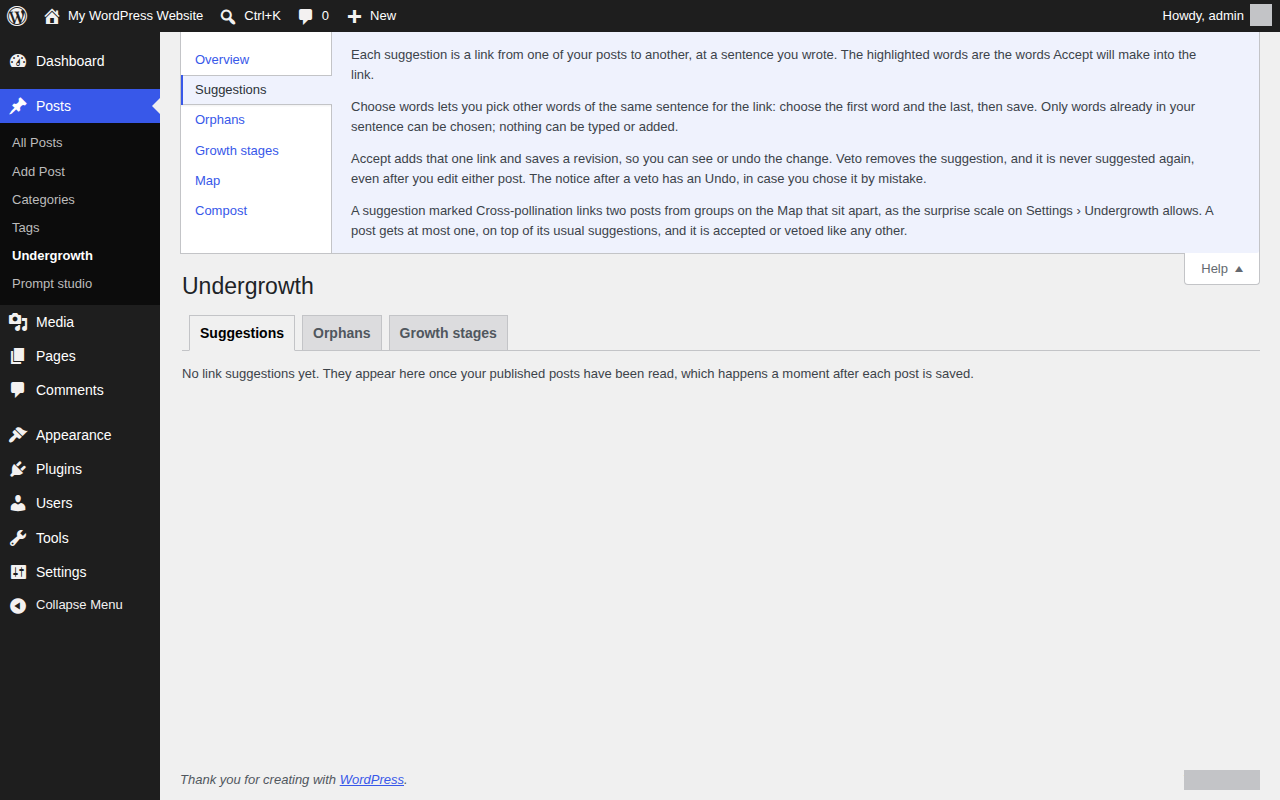 My WordPress Website Ctrl+K 0 New Howdy, admin
Dashboard
Posts
All Posts
Add Post
Categories
Tags
Undergrowth
Prompt studio
Media
Pages
Comments
Appearance
Plugins
Users
Tools
Settings
Collapse Menu
Overview
Suggestions
Orphans
Growth stages
Map
Compost
Each suggestion is a link from one of your posts to another, at a sentence you wrote. The highlighted words are the words Accept will make into the
link.
Choose words lets you pick other words of the same sentence for the link: choose the first word and the last, then save. Only words already in your
sentence can be chosen; nothing can be typed or added.
Accept adds that one link and saves a revision, so you can see or undo the change. Veto removes the suggestion, and it is never suggested again,
even after you edit either post. The notice after a veto has an Undo, in case you chose it by mistake.
A suggestion marked Cross-pollination links two posts from groups on the Map that sit apart, as the surprise scale on Settings › Undergrowth allows. A
post gets at most one, on top of its usual suggestions, and it is accepted or vetoed like any other.
Help
Undergrowth
Suggestions Orphans Growth stages
No link suggestions yet. They appear here once your published posts have been read, which happens a moment after each post is saved.
Thank you for creating with WordPress.